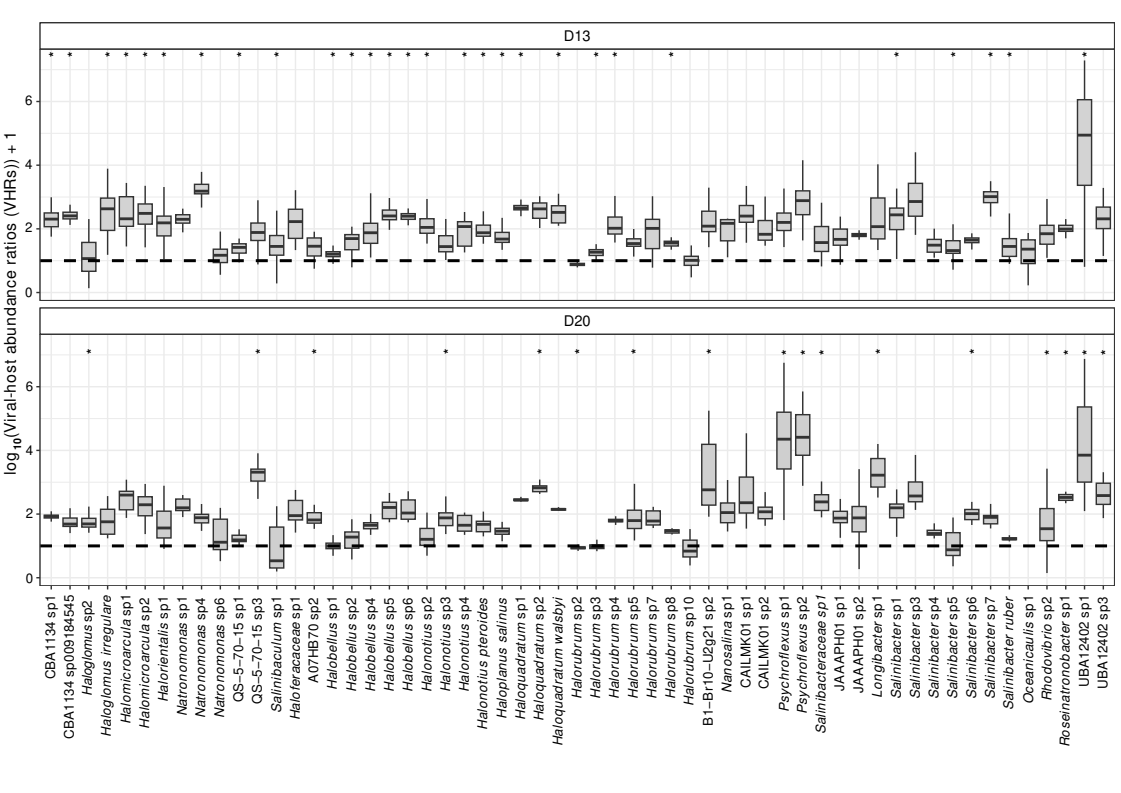 D13
* * * * * * * * * * * * * * * * * * * * * * * * * * *
log10(Viral-host abundance ratios (VHRs)) + 1
6
4
2
0
D20
* * * * * * * * * * * * * * * * *
6
4
2
0
CBA1134 sp1
CBA1134 sp009184545
Haloglomus sp2
Halogomus irregulare
Halomicroarcula sp1
Halomicroarcula sp2
Halorientalis sp1
Natronomonas sp1
Natronomonas sp4
Natronomonas sp6
QS-5-70-15 sp1
QS-5-70-15 sp3
Salinibaculum sp1
Haloferacaceae sp1
A07HB70 sp2
Halobellus sp1
Halobellus sp2
Halobellus sp4
Halobellus sp5
Halobellus sp6
Halonotius sp2
Halonotius sp3
Halonotius sp4
Halonotius pteroides
Haloplanus salinus
Haloquadratum sp1
Haloquadratum sp2
Haloquadratum walsbyi
Halorubrum sp2
Halorubrum sp3
Halorubrum sp4
Halorubrum sp5
Halorubrum sp7
Halorubrum sp8
Halorubrum sp10
B1-Br10-U2g21 sp2
Nanosalina sp1
CAILMK01 sp1
CAILMK01 sp2
Psychroflexus sp1
Psychroflexus sp2
Salinibacteraceae sp1
JAAAPH01 sp1
JAAAPH01 sp2
Longibacter sp1
Salinibacter sp1
Salinibacter sp3
Salinibacter sp4
Salinibacter sp5
Salinibacter sp6
Salinibacter sp7
Salinibacter ruber
Oceanicaulis sp1
Rhodovibrio sp2
Roseinatronobacter sp1
UBA12402 sp1
UBA12402 sp3